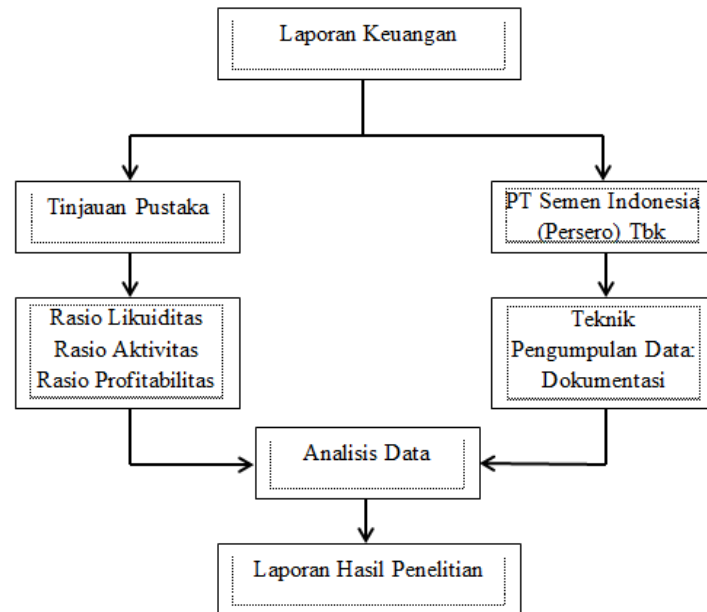 Laporan Keuangan
Tinjauan Pustaka
PT Semen Indonesia
(Persero) Tbk
Rasio Likuiditas
Rasio Aktivitas
Rasio Profitabilitas
Teknik
Pengumpulan Data:
Dokumentasi
Analisis Data
Laporan Hasil Penelitian